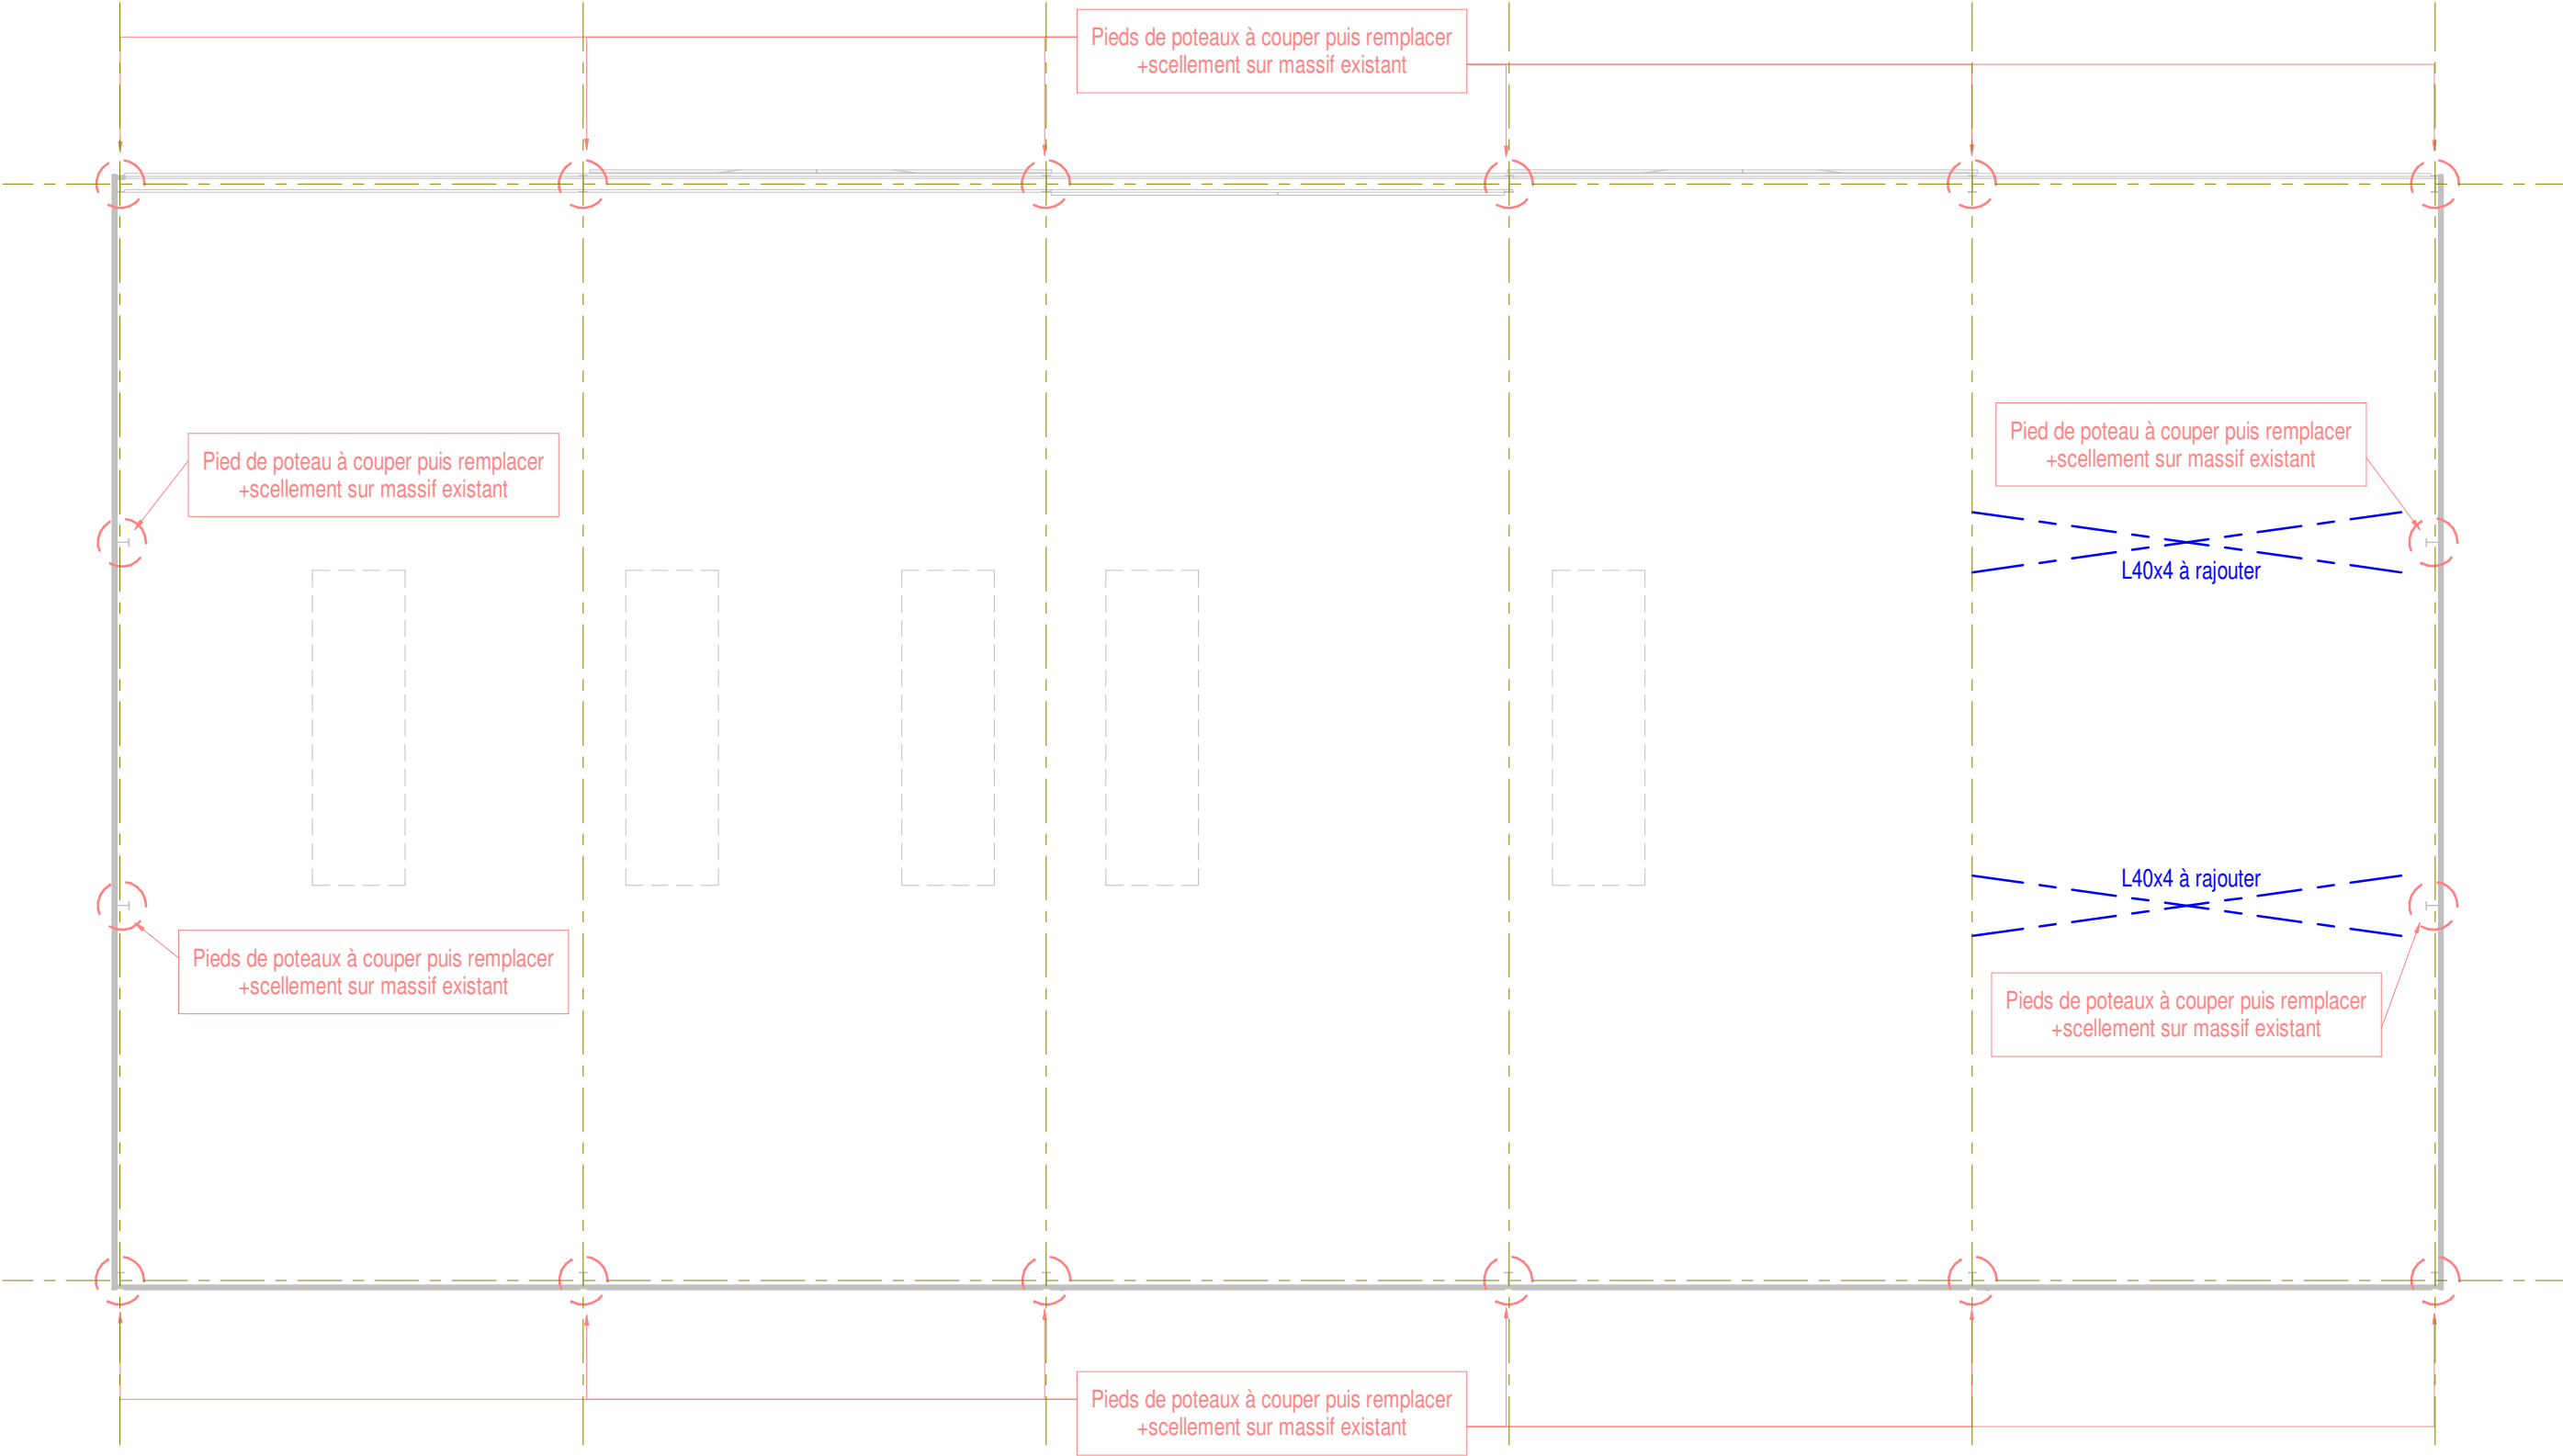 Pieds de poteaux à couper puis remplacer
+scellement sur massif existant
Pied de poteau à couper puis remplacer
+scellement sur massif existant
Pied de poteau à couper puis remplacer
+scellement sur massif existant
L40x4 à rajouter
L40x4 à rajouter
Pieds de poteaux à couper puis remplacer
+scellement sur massif existant
Pieds de poteaux à couper puis remplacer
+scellement sur massif existant
Pieds de poteaux à couper puis remplacer
+scellement sur massif existant